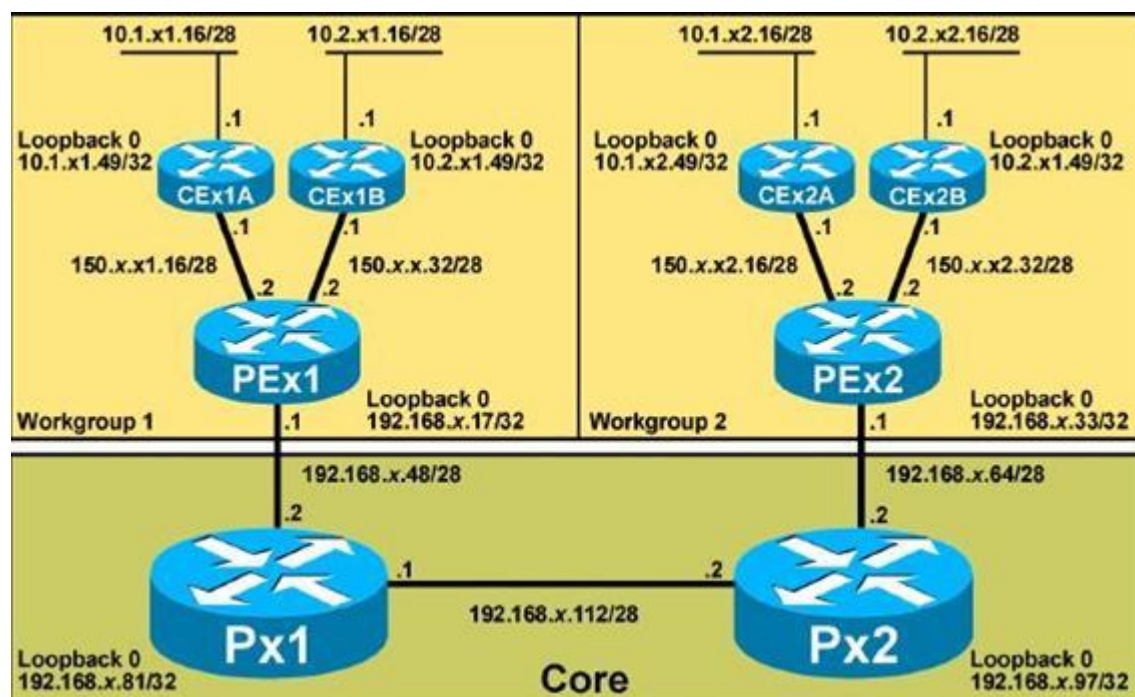 10.1.x1.16/28
10.2.x1.16/28
10.1.x2.16/28
10.2.x2.16/28
.1
.1
.1
.1
Loopback 0
10.1.x1.49/32
Loopback 0
10.2.x1.49/32
Loopback 0
10.1.x2.49/32
Loopback 0
10.2.x1.49/32
CEx1A
CEx1B
CEx2A
CEx2B
.1
.1
.1
.1
150.x.x1.16/28
150.x.x.32/28
150.x.x2.16/28
150.x.x2.32/28
.2
.2
.2
.2
PEx1
PEx2
Loopback 0
192.168.x.17/32
Loopback 0
192.168.x.33/32
Workgroup 1
.1
Workgroup 2
.1
192.168.x.48/28
192.168.x.64/28
.2
.2
.1
.2
192.168.x.112/28
Px1
Px2
Loopback 0
192.168.x.81/32
Core
Loopback 0
192.168.x.97/32